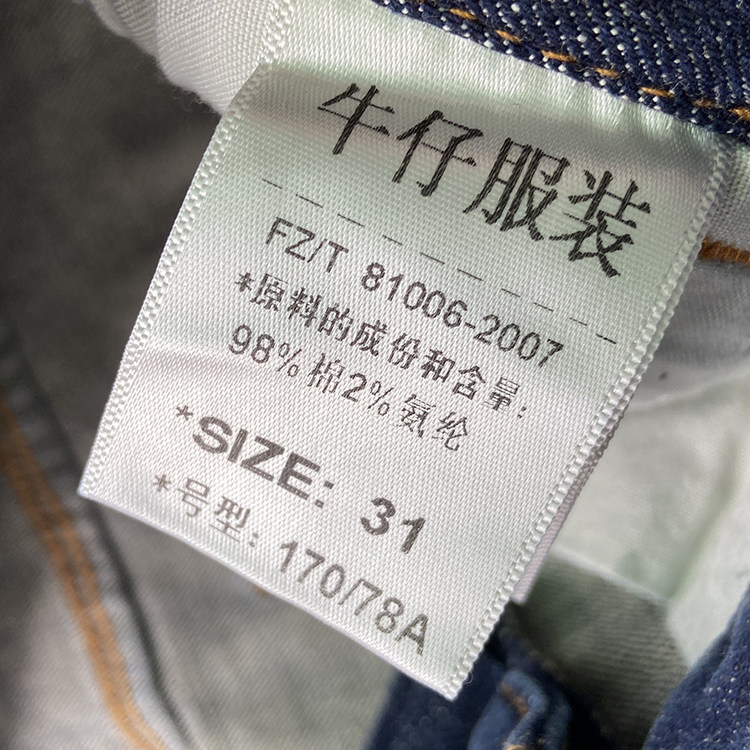 牛仔服装
FZ/T 81006-2007
*原料的成份和含量:
98%棉2%氨纶
*SIZE: 31
*号型: 170/78A